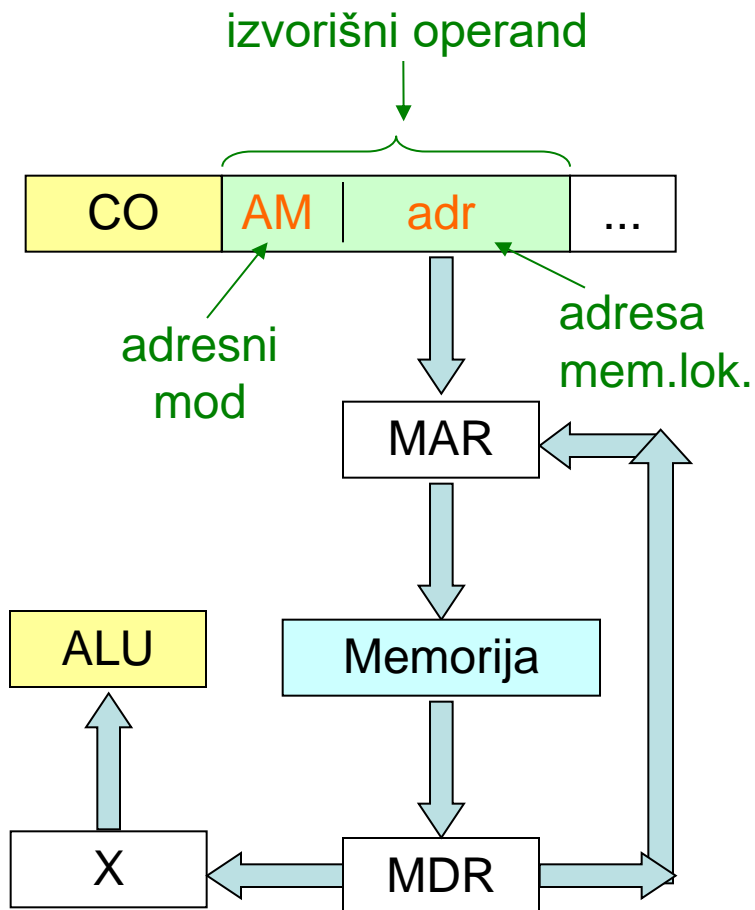 izvorišni operand
CO AM adr ...
adresni
mod
adresa
mem.lok.
MAR
ALU
Memorija
X
MDR